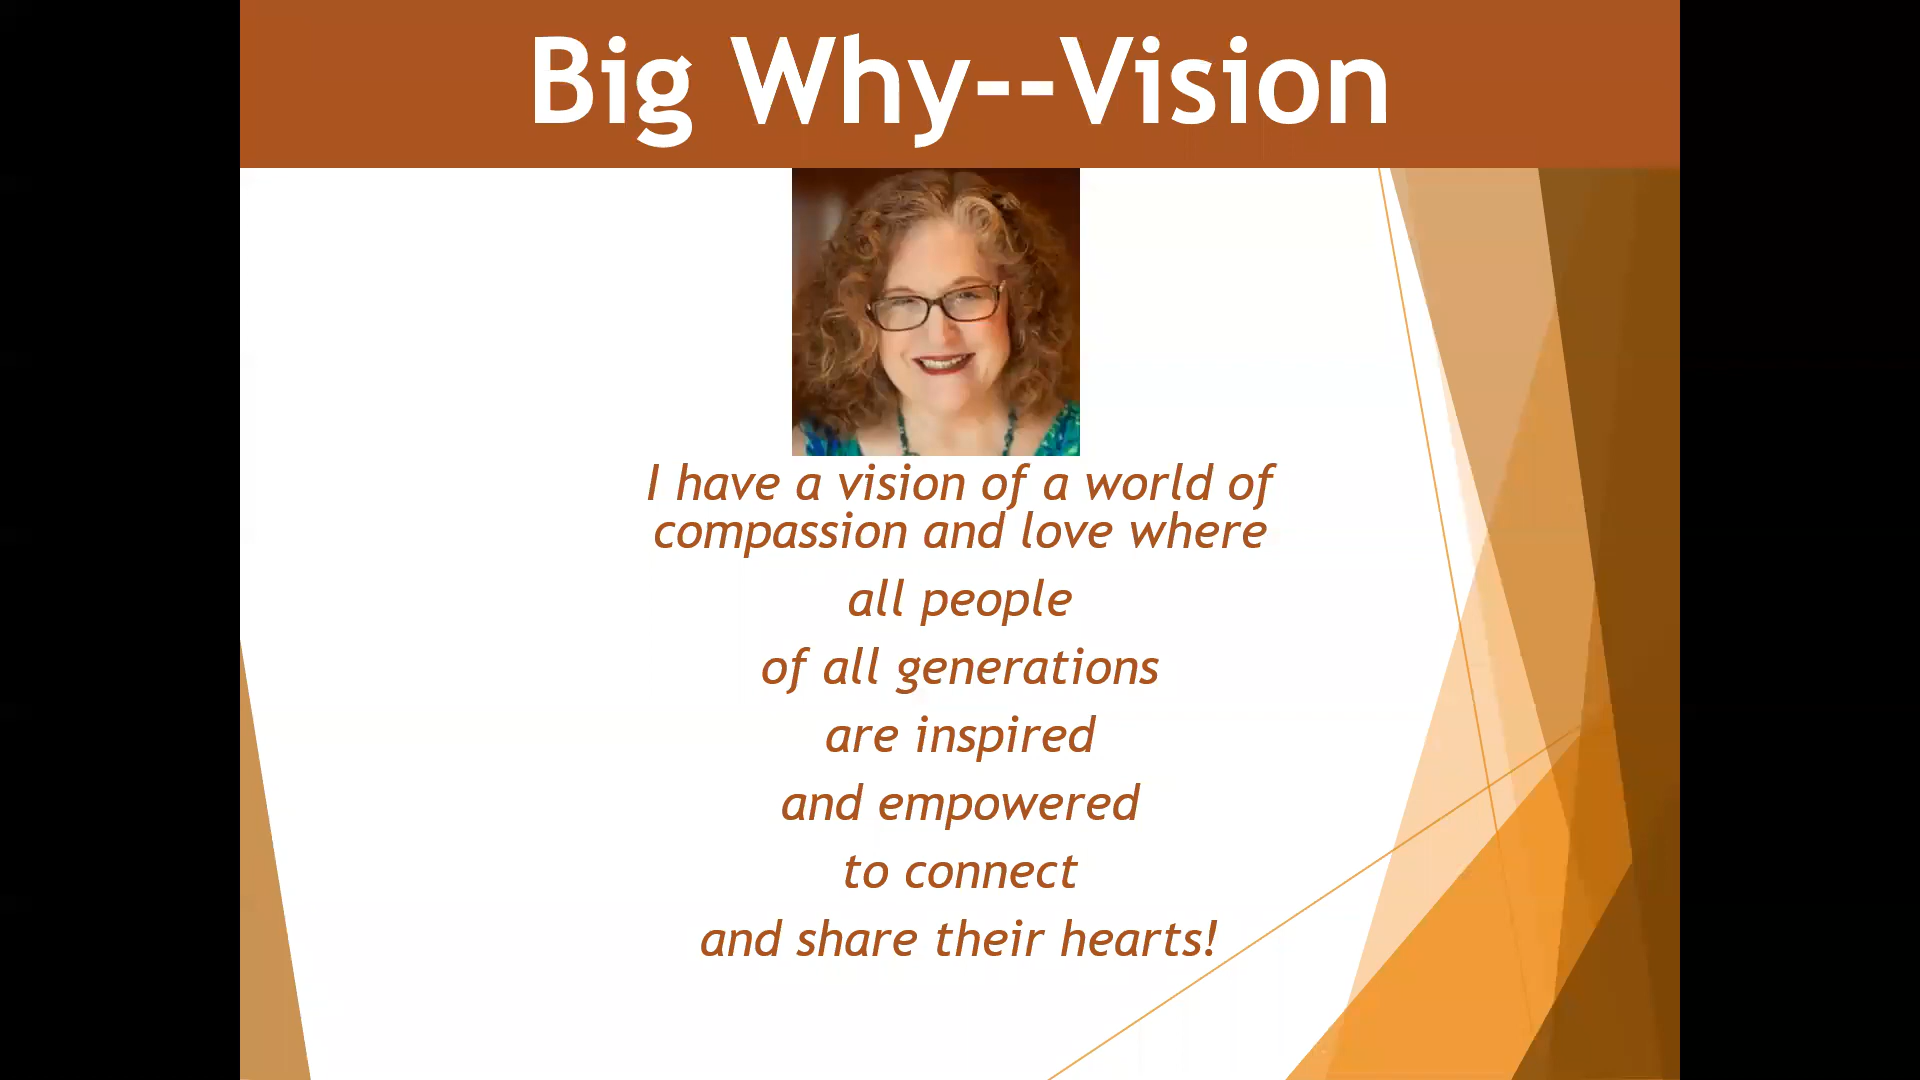 Big Why--Vision
I have a vision of a world of
compassion and love where
all people
of all generations
are inspired
and empowered
to connect
and share their hearts!